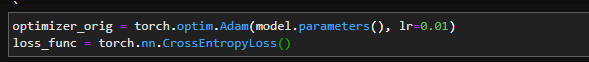 optimizer_orig = torch.optim.Adam(model.parameters(), lr=0.01)
loss_func = torch.nn.CrossEntropyLoss()